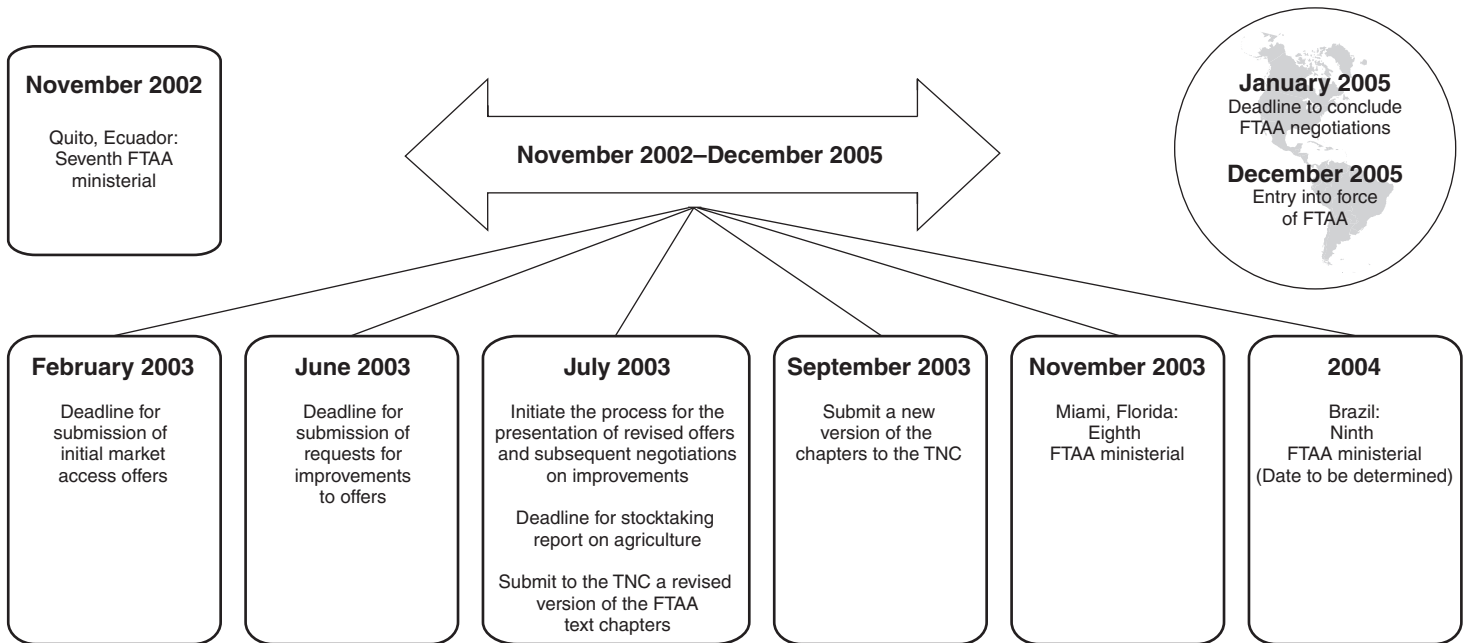 November 2002
Quito, Ecuador:
Seventh FTAA
ministerial
November 2002–December 2005
January 2005
Deadline to conclude
FTAA negotiations
December 2005
Entry into force
of FTAA
February 2003
Deadline for
submission of
initial market
access offers
June 2003
Deadline for
submission of
requests for
improvements
to offers
July 2003
Initiate the process for the
presentation of revised offers
and subsequent negotiations
on improvements
Deadline for stocktaking
report on agriculture
Submit to the TNC a revised
version of the FTAA
text chapters
September 2003
Submit a new
version of the
chapters to the TNC
November 2003
Miami, Florida:
Eighth
FTAA ministerial
2004
Brazil:
Ninth
FTAA ministerial
(Date to be determined)